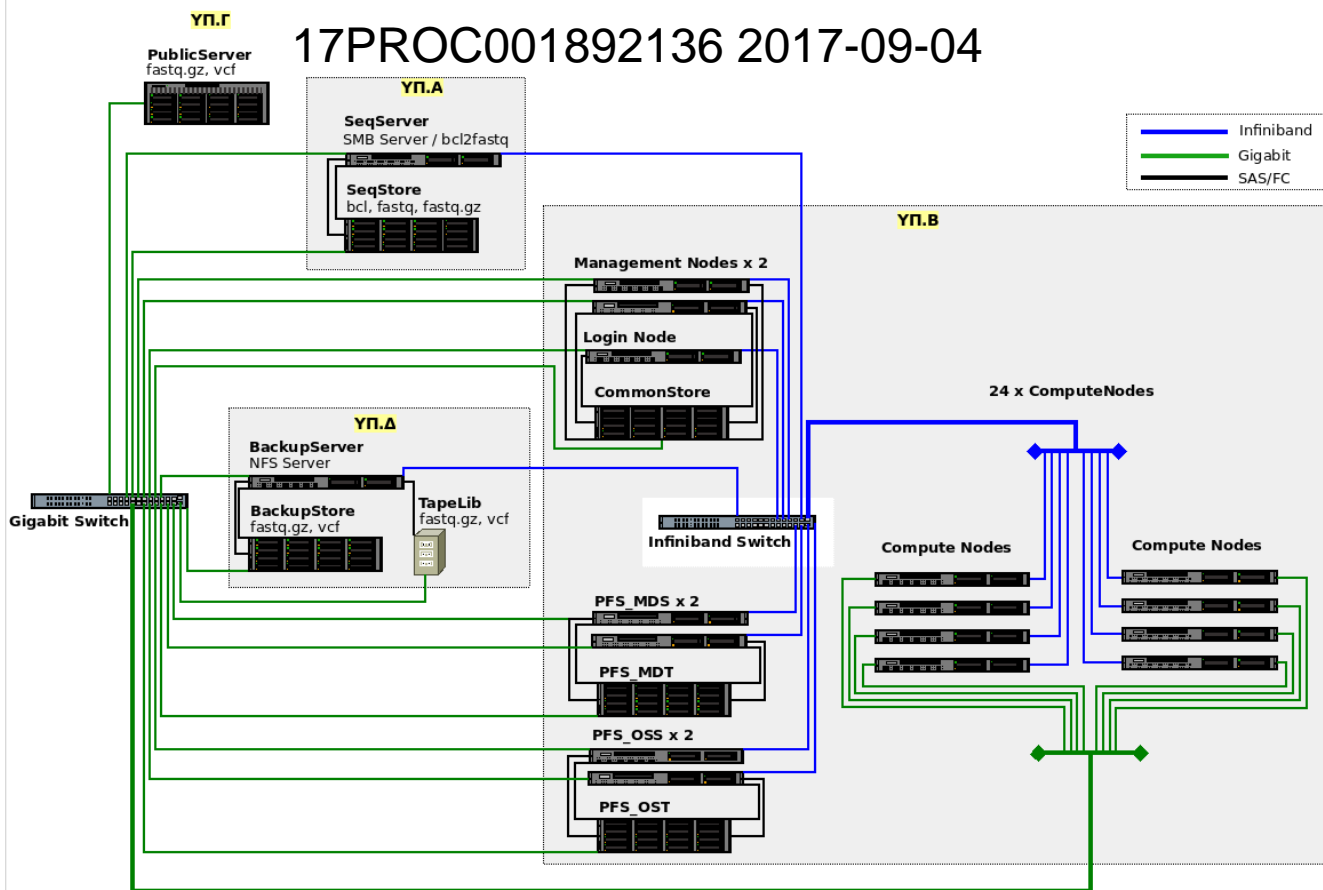 ΥΠ.Γ
17PROC001892136 2017-09-04
PublicServer
fastq.gz, vcf
ΥΠ.Α
SeqServer
SMB Server / bcl2fastq
SeqStore
bcl, fastq, fastq.gz
Infiniband
Gigabit
SAS/FC
ΥΠ.Β
Management Nodes x 2
Login Node
CommonStore
24 x ComputeNodes
ΥΠ.Δ
BackupServer
NFS Server
BackupStore
fastq.gz, vcf
TapeLib
fastq.gz, vcf
Gigabit Switch
Infiniband Switch
Compute Nodes
Compute Nodes
PFS_MDS x 2
PFS_MDT
PFS_OSS x 2
PFS_OST